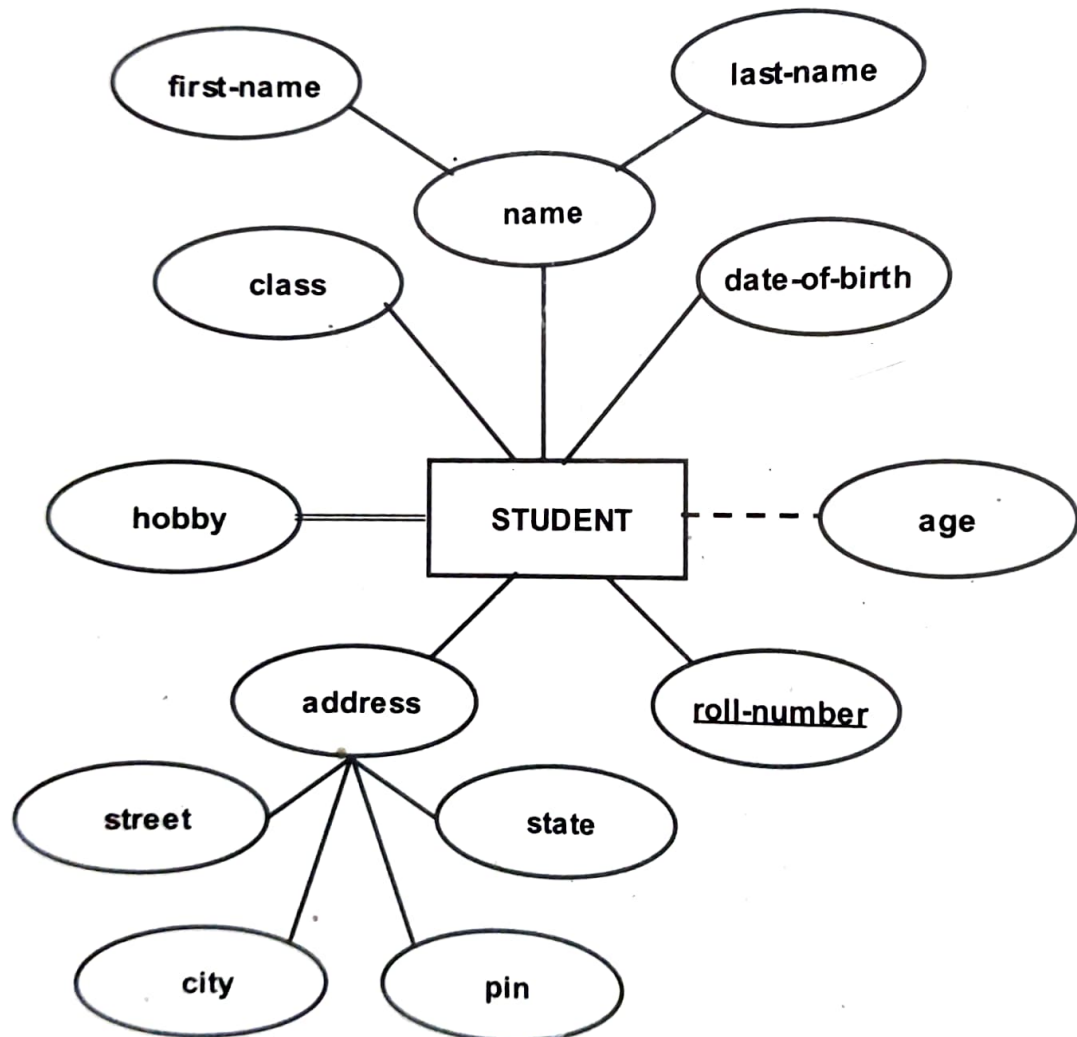 first-name
last-name
name
class
date-of-birth
hobby
STUDENT
age
address
roll-number
street
state
city
pin